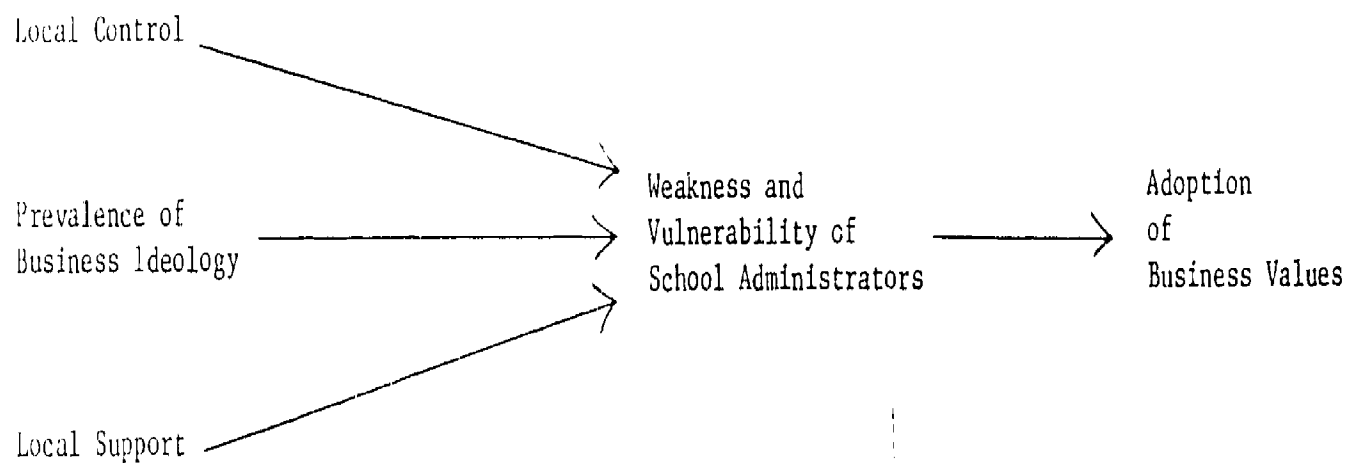 Local Control
Prevalence of
Business Ideology
Local Support
Weakness and
Vulnerability of
School Administrators
Adoption
of
Business Values